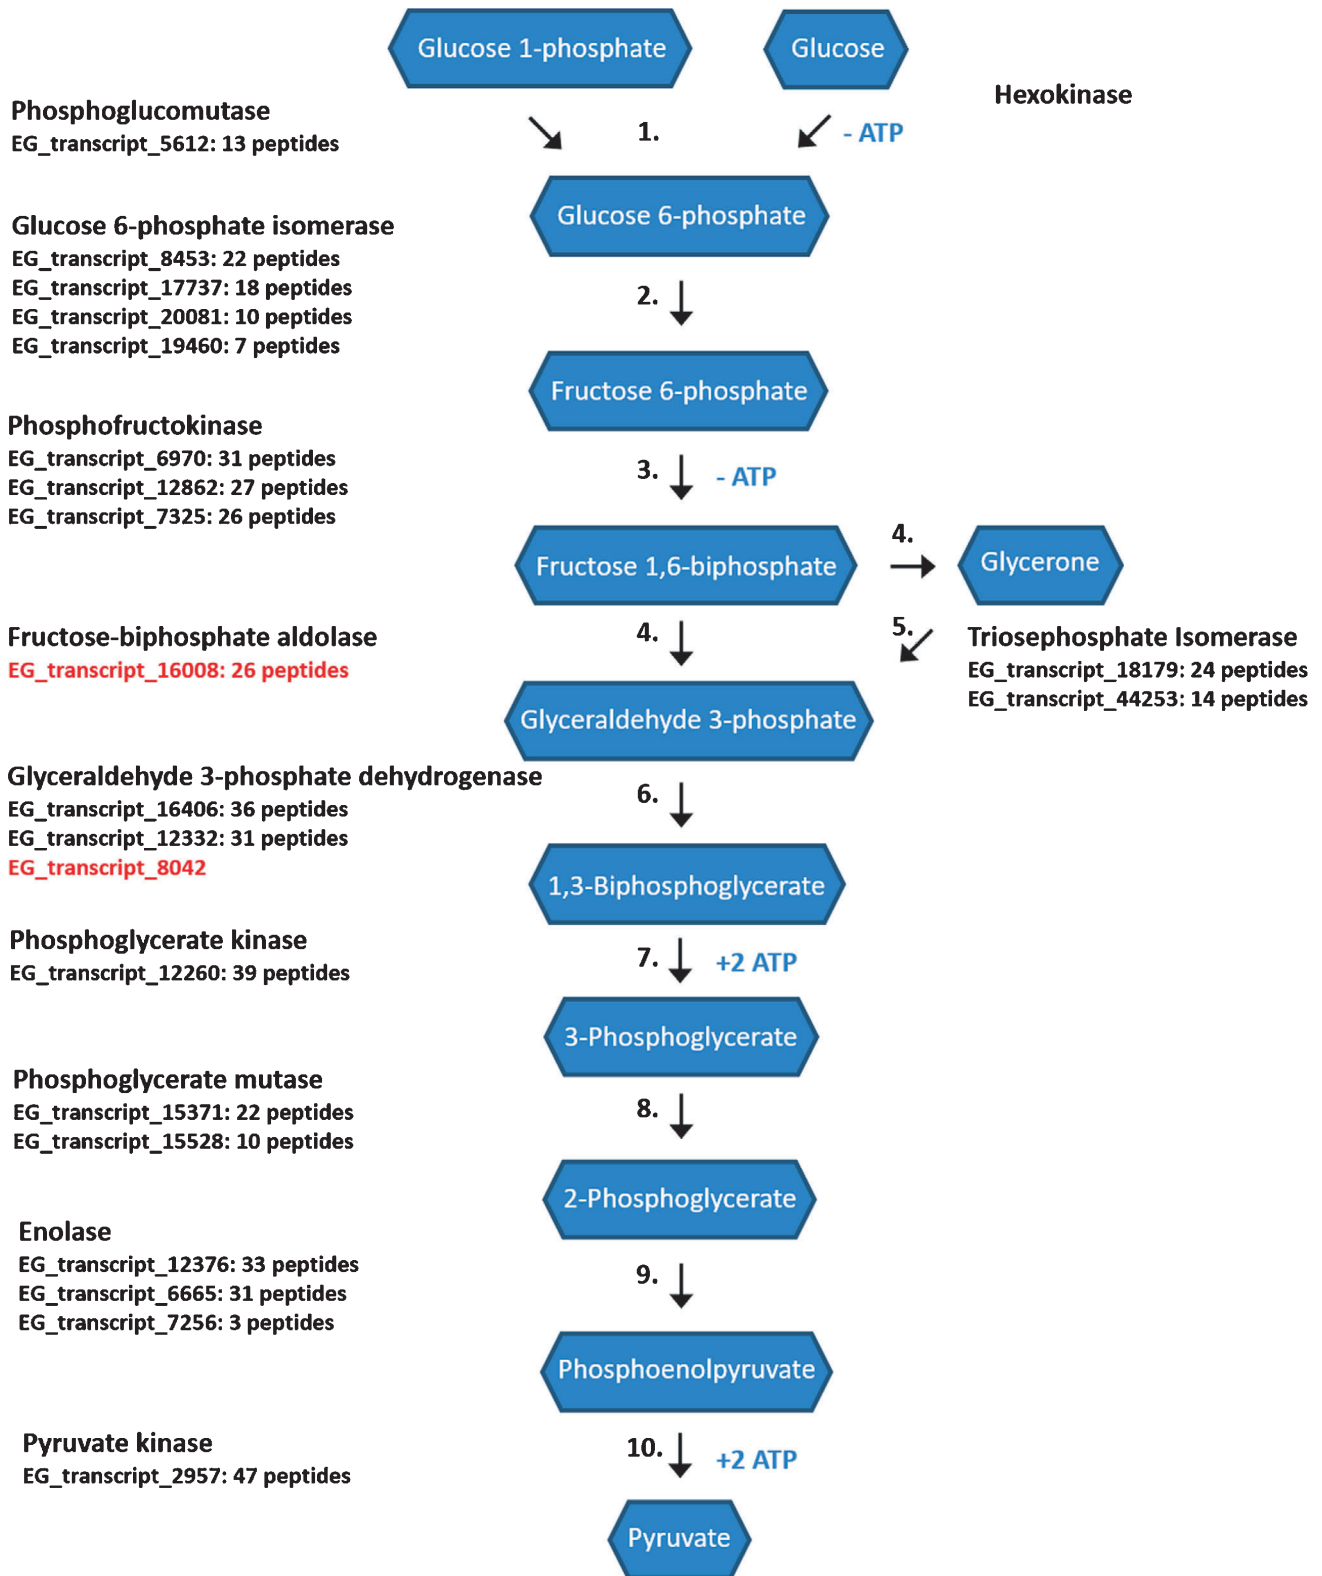 Glucose 1-phosphate
Glucose
Hexokinase
Phosphoglucomutase
EG_transcript_5612: 13 peptides
1.
- ATP
Glucose 6-phosphate
Glucose 6-phosphate isomerase
EG_transcript_8453: 22 peptides
EG_transcript_17737: 18 peptides
EG_transcript_20081: 10 peptides
EG_transcript_19460: 7 peptides
2.
Fructose 6-phosphate
Phosphofructokinase
EG_transcript_6970: 31 peptides
EG_transcript_12862: 27 peptides
EG_transcript_7325: 26 peptides
3.
- ATP
Fructose 1,6-biphosphate
4.
Glycerone
Fructose-biphosphate aldolase
EG_transcript_16008: 26 peptides
4.
5.
Triosephosphate Isomerase
EG_transcript_18179: 24 peptides
EG_transcript_44253: 14 peptides
Glyceraldehyde 3-phosphate
Glyceraldehyde 3-phosphate dehydrogenase
EG_transcript_16406: 36 peptides
EG_transcript_12332: 31 peptides
EG_transcript_8042
6.
1,3-Biphosphoglycerate
Phosphoglycerate kinase
EG_transcript_12260: 39 peptides
7.
+2 ATP
3-Phosphoglycerate
Phosphoglycerate mutase
EG_transcript_15371: 22 peptides
EG_transcript_15528: 10 peptides
8.
2-Phosphoglycerate
Enolase
EG_transcript_12376: 33 peptides
EG_transcript_6665: 31 peptides
EG_transcript_7256: 3 peptides
9.
Phosphoenolpyruvate
Pyruvate kinase
EG_transcript_2957: 47 peptides
10.
+2 ATP
Pyruvate